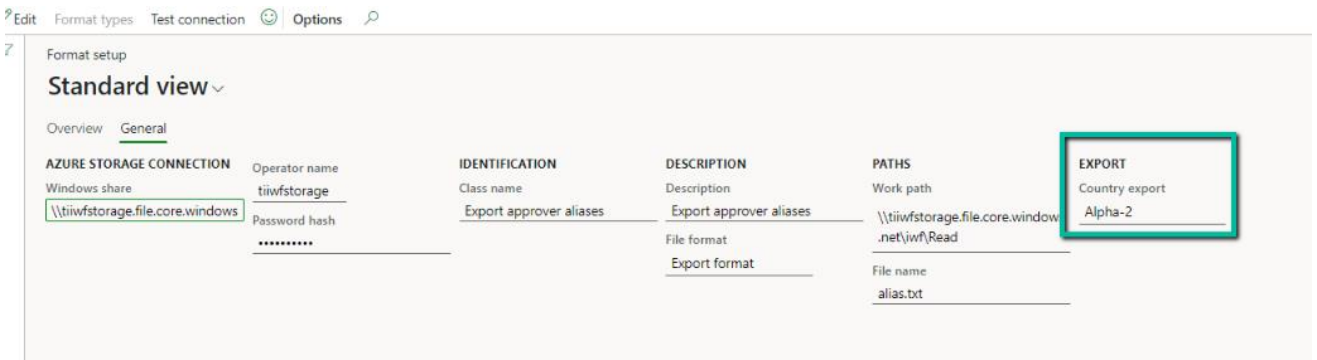 Edit Format types Test connection Options
Format setup
Standard view
Overview General
AZURE STORAGE CONNECTION
Windows share
\\tiiwfstorage.file.core.windows
Operator name
tiiwfstorage
Password hash
••••••••••
IDENTIFICATION
Class name
Export approver aliases
DESCRIPTION
Description
Export approver aliases
File format
Export format
PATHS
Work path
\\tiiwfstorage.file.core.window
.net\iwf\Read
File name
alias.txt
EXPORT
Country export
Alpha-2